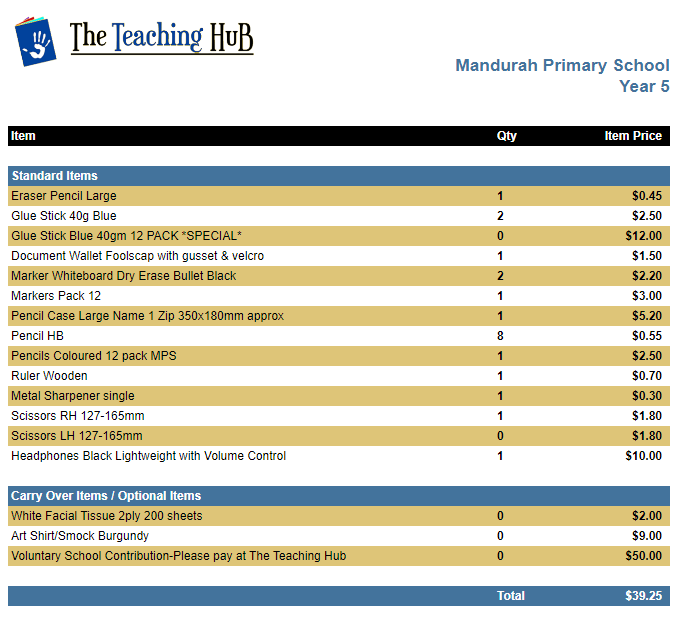 The Teaching HuB
Mandurah Primary School
Year 5
Item Qty Item Price
Standard Items
Eraser Pencil Large 1 $0.45
Glue Stick 40g Blue 2 $2.50
Glue Stick Blue 40gm 12 PACK *SPECIAL* 0 $12.00
Document Wallet Foolscap with gusset & velcro 1 $1.50
Marker Whiteboard Dry Erase Bullet Black 2 $2.20
Markers Pack 12 1 $3.00
Pencil Case Large Name 1 Zip 350x180mm approx 1 $5.20
Pencil HB 8 $0.55
Pencils Coloured 12 pack MPS 1 $2.50
Ruler Wooden 1 $0.70
Metal Sharpener single 1 $0.30
Scissors RH 127-165mm 1 $1.80
Scissors LH 127-165mm 0 $1.80
Headphones Black Lightweight with Volume Control 1 $10.00
Carry Over Items / Optional Items
White Facial Tissue 2ply 200 sheets 0 $2.00
Art Shirt/Smock Burgundy 0 $9.00
Voluntary School Contribution-Please pay at The Teaching Hub 0 $50.00
Total $39.25